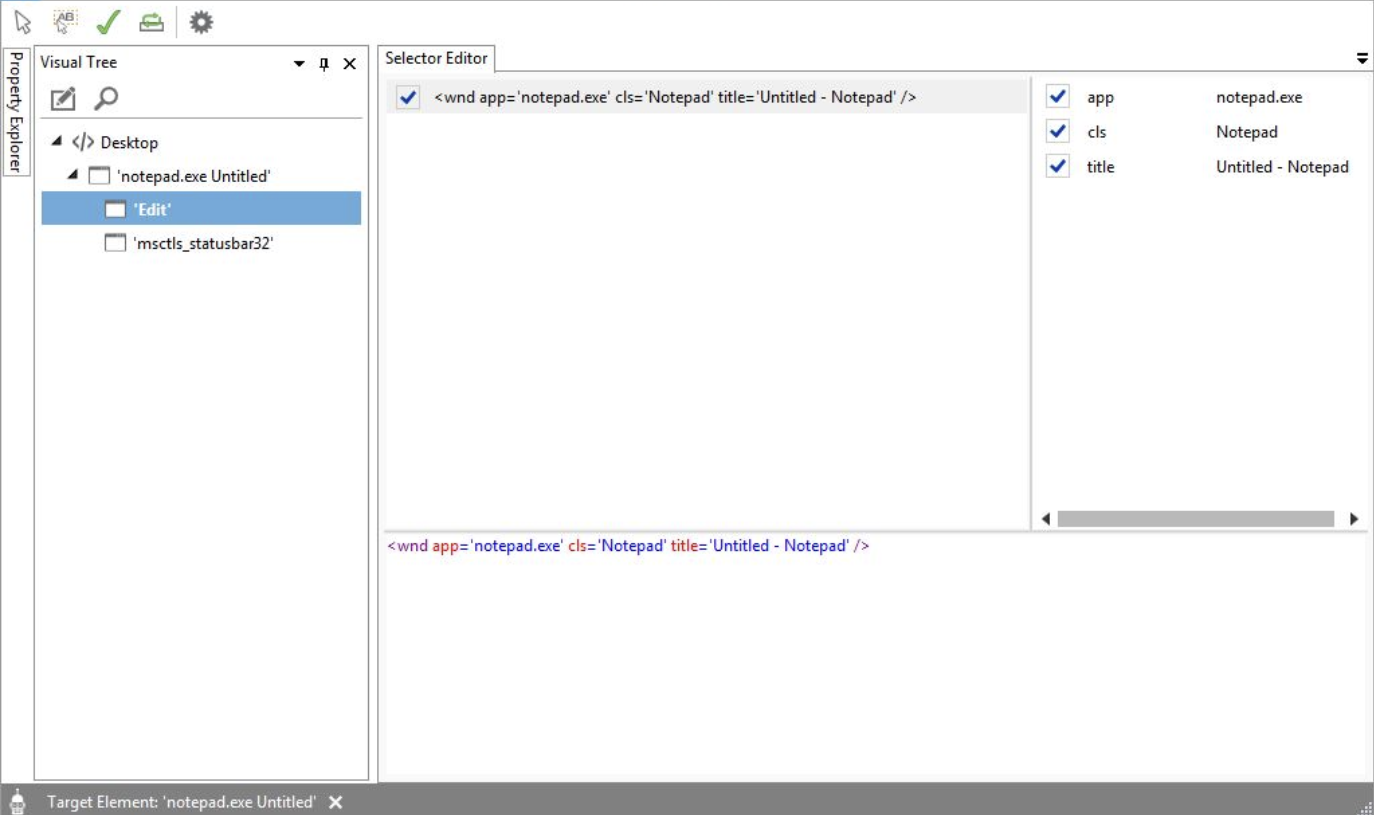 AB
Property Explorer
Visual Tree
</> Desktop
'notepad.exe Untitled'
'Edit'
'msctls_statusbar32'
Selector Editor
<wnd app='notepad.exe' cls='Notepad' title='Untitled - Notepad' />
app notepad.exe
cls Notepad
title Untitled - Notepad
<wnd app='notepad.exe' cls='Notepad' title='Untitled - Notepad' />
Target Element: 'notepad.exe Untitled'